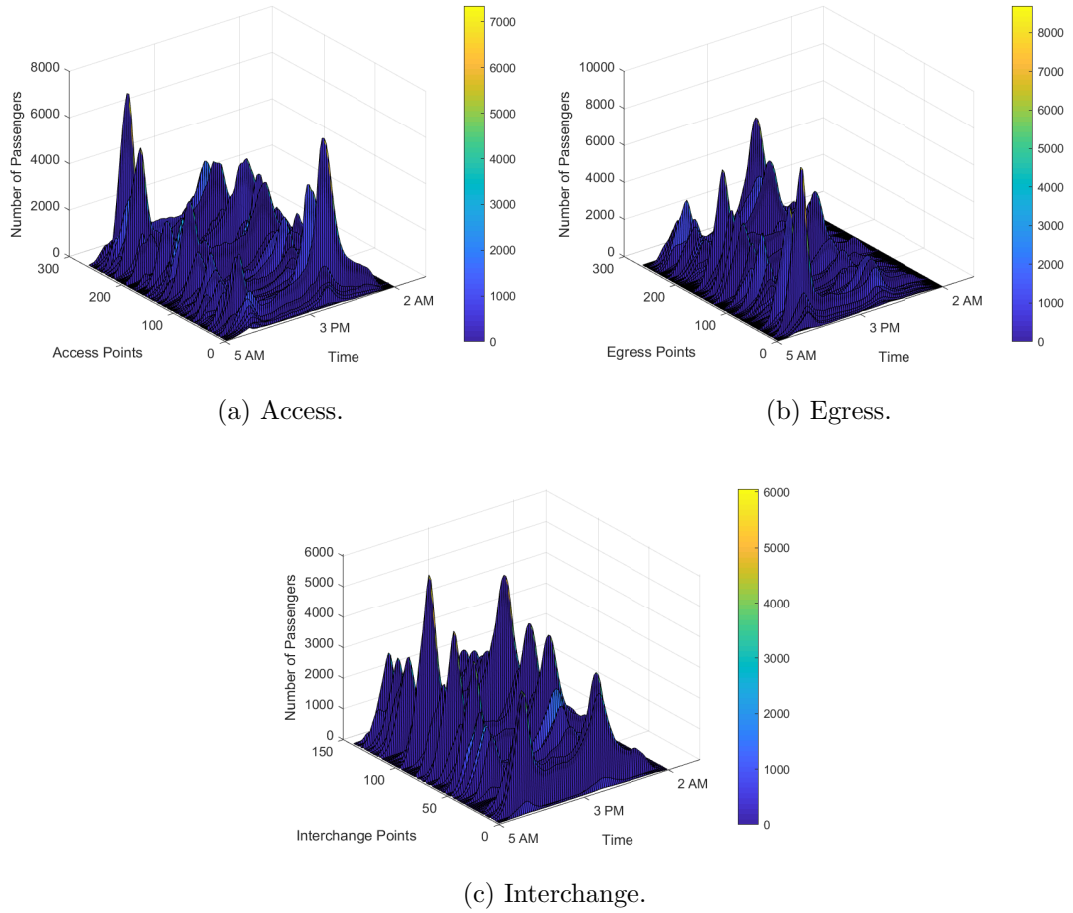 8000
6000
4000
2000
0
Number of Passengers
300
200
100
0
Access Points
5 AM
3 PM
2 AM
Time
7000
6000
5000
4000
3000
2000
1000
0
(a) Access.
10000
8000
6000
4000
2000
0
Number of Passengers
300
200
100
0
Egress Points
5 AM
3 PM
2 AM
Time
8000
7000
6000
5000
4000
3000
2000
1000
0
(b) Egress.
6000
5000
4000
3000
2000
1000
0
Number of Passengers
150
100
50
0
Interchange Points
5 AM
3 PM
2 AM
Time
6000
5000
4000
3000
2000
1000
0
(c) Interchange.